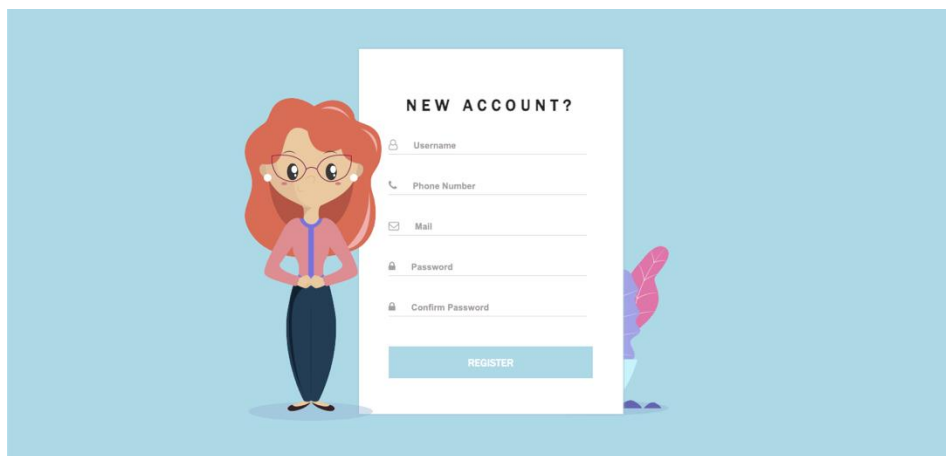 NEW ACCOUNT?
Username
Phone Number
Mail
Password
Confirm Password
REGISTER